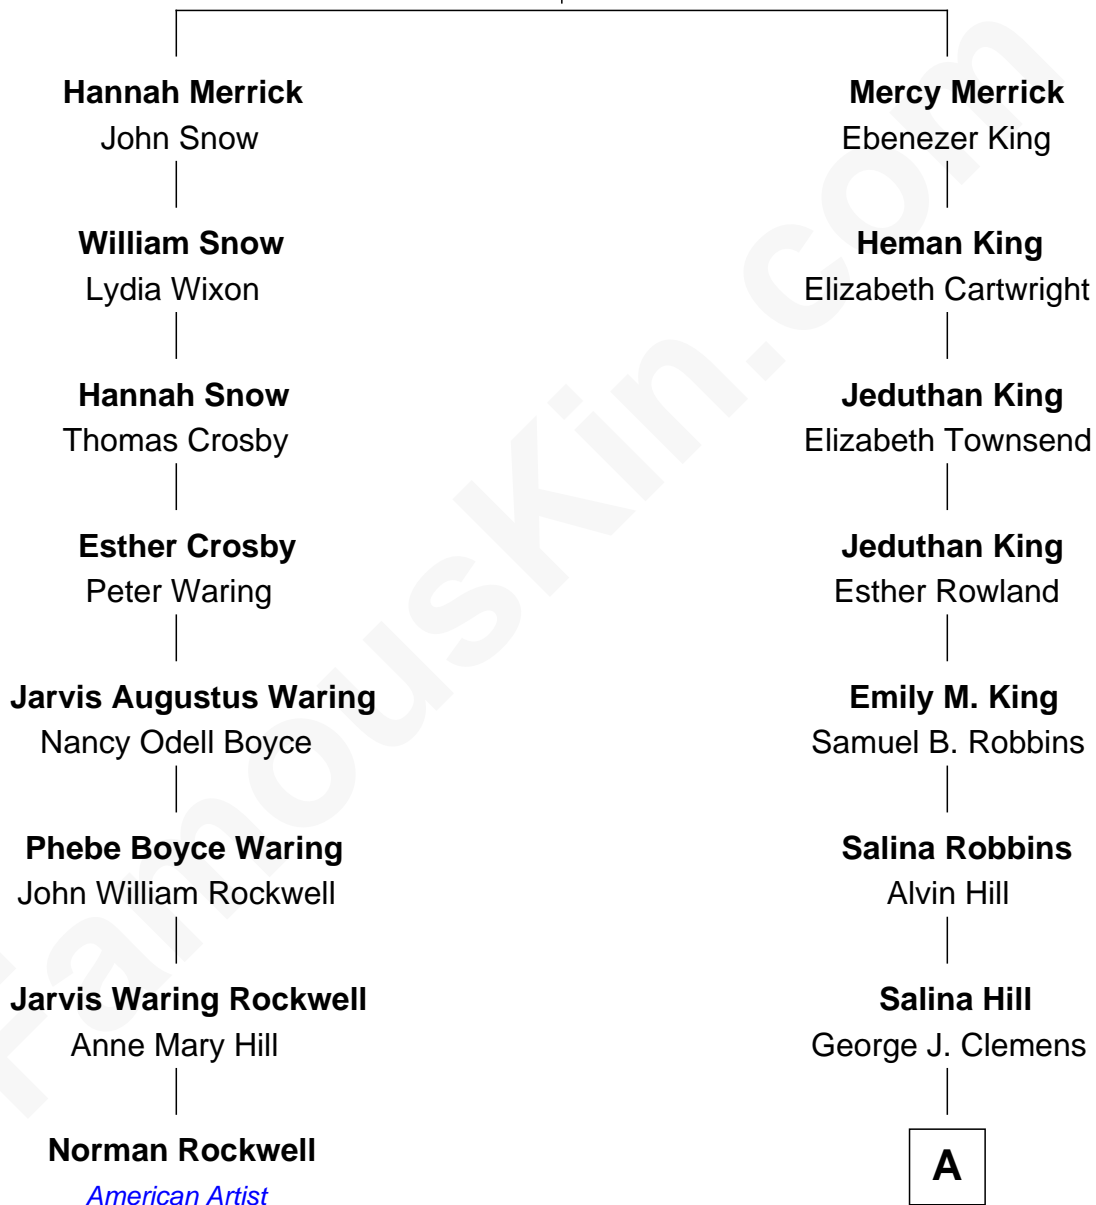 Hannah Merrick
John Snow
William Snow
Lydia Wixon
Hannah Snow
Thomas Crosby
Esther Crosby
Peter Waring
Jarvis Augustus Waring
Nancy Odell Boyce
Phebe Boyce Waring
John William Rockwell
Jarvis Waring Rockwell
Anne Mary Hill
Norman Rockwell
American Artist
Mercy Merrick
Ebenezer King
Heman King
Elizabeth Cartwright
Jeduthan King
Elizabeth Townsend
Jeduthan King
Esther Rowland
Emily M. King
Samuel B. Robbins
Salina Robbins
Alvin Hill
Salina Hill
George J. Clemens
A
FamousKin.com